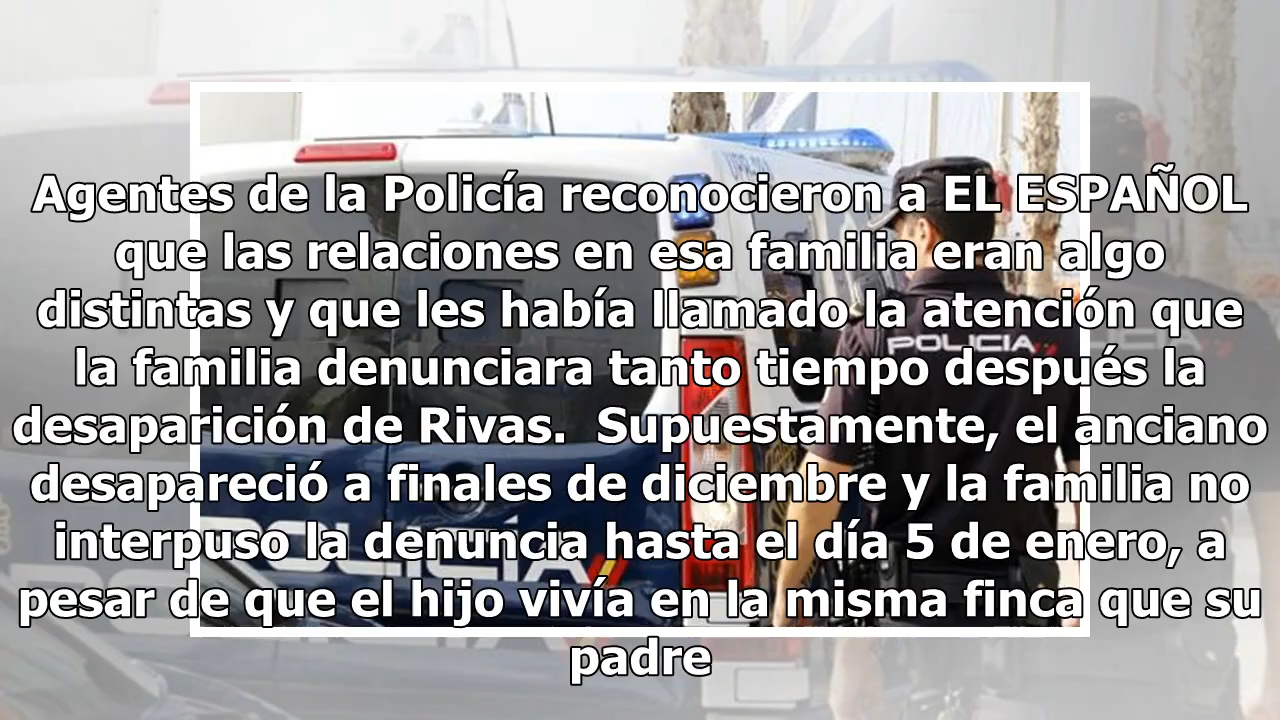 Agentes de la Policía reconocieron a EL ESPAÑOL
que las relaciones en esa familia eran algo
distintas y que les había llamado la atención que
la familia denunciara tanto tiempo después la
desaparición de Rivas.  Supuestamente, el anciano
desapareció a finales de diciembre y la familia no
interpuso la denuncia hasta el día 5 de enero, a
pesar de que el hijo vivía en la misma finca que su
padre
POLICIA
POLICÍA